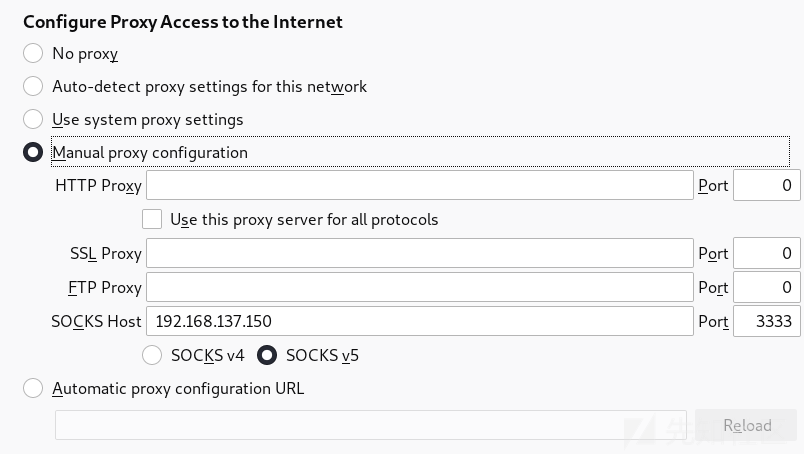 Configure Proxy Access to the Internet
No proxy
Auto-detect proxy settings for this network
Use system proxy settings
Manual proxy configuration
HTTP Proxy Port 0
Use this proxy server for all protocols
SSL Proxy Port 0
FTP Proxy Port 0
SOCKS Host 192.168.137.150 Port 3333
SOCKS v4 SOCKS v5
Automatic proxy configuration URL
Reload